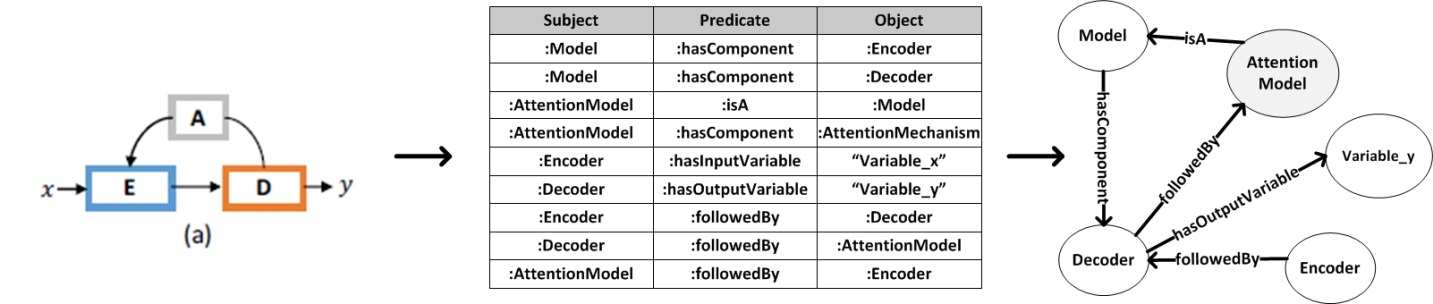 A
x
E
D
y
(a)
Subject Predicate Object
:Model :hasComponent :Encoder
:Model :hasComponent :Decoder
:AttentionModel :isA :Model
:AttentionModel :hasComponent :AttentionMechanism
:Encoder :hasInputVariable “Variable_x”
:Decoder :hasOutputVariable “Variable_y”
:Encoder :followedBy :Decoder
:Decoder :followedBy :AttentionModel
:AttentionModel :followedBy :Encoder
Model
isA
Attention
Model
hasComponent
followedBy
Variable_y
hasOutputVariable
Decoder
followedBy
Encoder